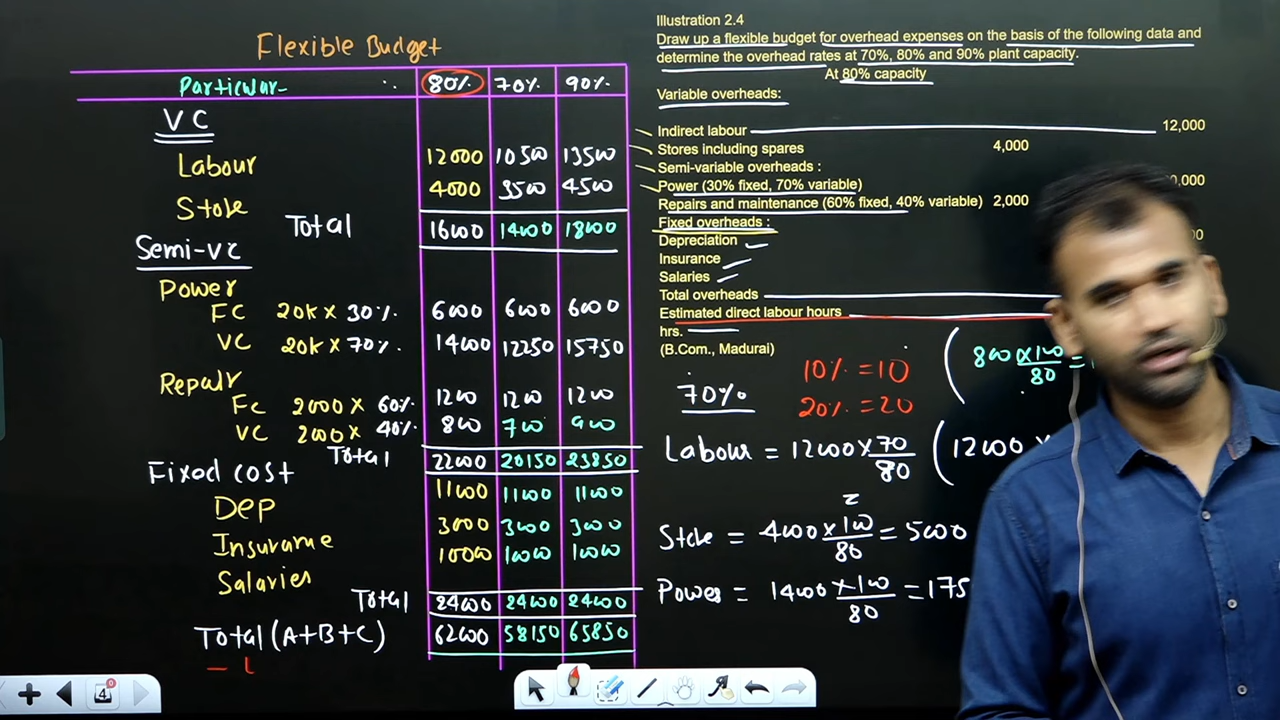 Flexible Budget
Particular 80% 70% 90%
VC
Labour 12000 10500 13500
Store 4000 3500 4500
Total 16000 14000 18000
Semi-VC
Power
FC 20K × 30% 6000 6000 6000
VC 20K × 70% 14000 12250 15750
Repair
FC 2000 × 60% 1200 1200 1200
VC 2000 × 40% 800 700 900
Total 22000 20150 23850
Fixed cost
Dep 11000 11000 11000
Insurance 3000 3000 3000
Salaries 10000 10000 10000
Total 24000 24000 24000
Total (A+B+C) 62000 58150 65850
Illustration 2.4
Draw up a flexible budget for overhead expenses on the basis of the following data and
determine the overhead rates at 70%, 80% and 90% plant capacity.
At 80% capacity
Variable overheads:
Indirect labour 12,000
Stores including spares 4,000
Semi-variable overheads :
Power (30% fixed, 70% variable)
Repairs and maintenance (60% fixed, 40% variable) 2,000
Fixed overheads :
Depreciation
Insurance
Salaries
Total overheads
Estimated direct labour hours
hrs.
(B.Com., Madurai)
70%
10% = 10
20% = 20
800 × 100/80 =
Labour = 12000 × 70/80 (12000 ×
Store = 4000 × 100/80 = 5000
Power = 14000 × 100/80 = 175
4
0